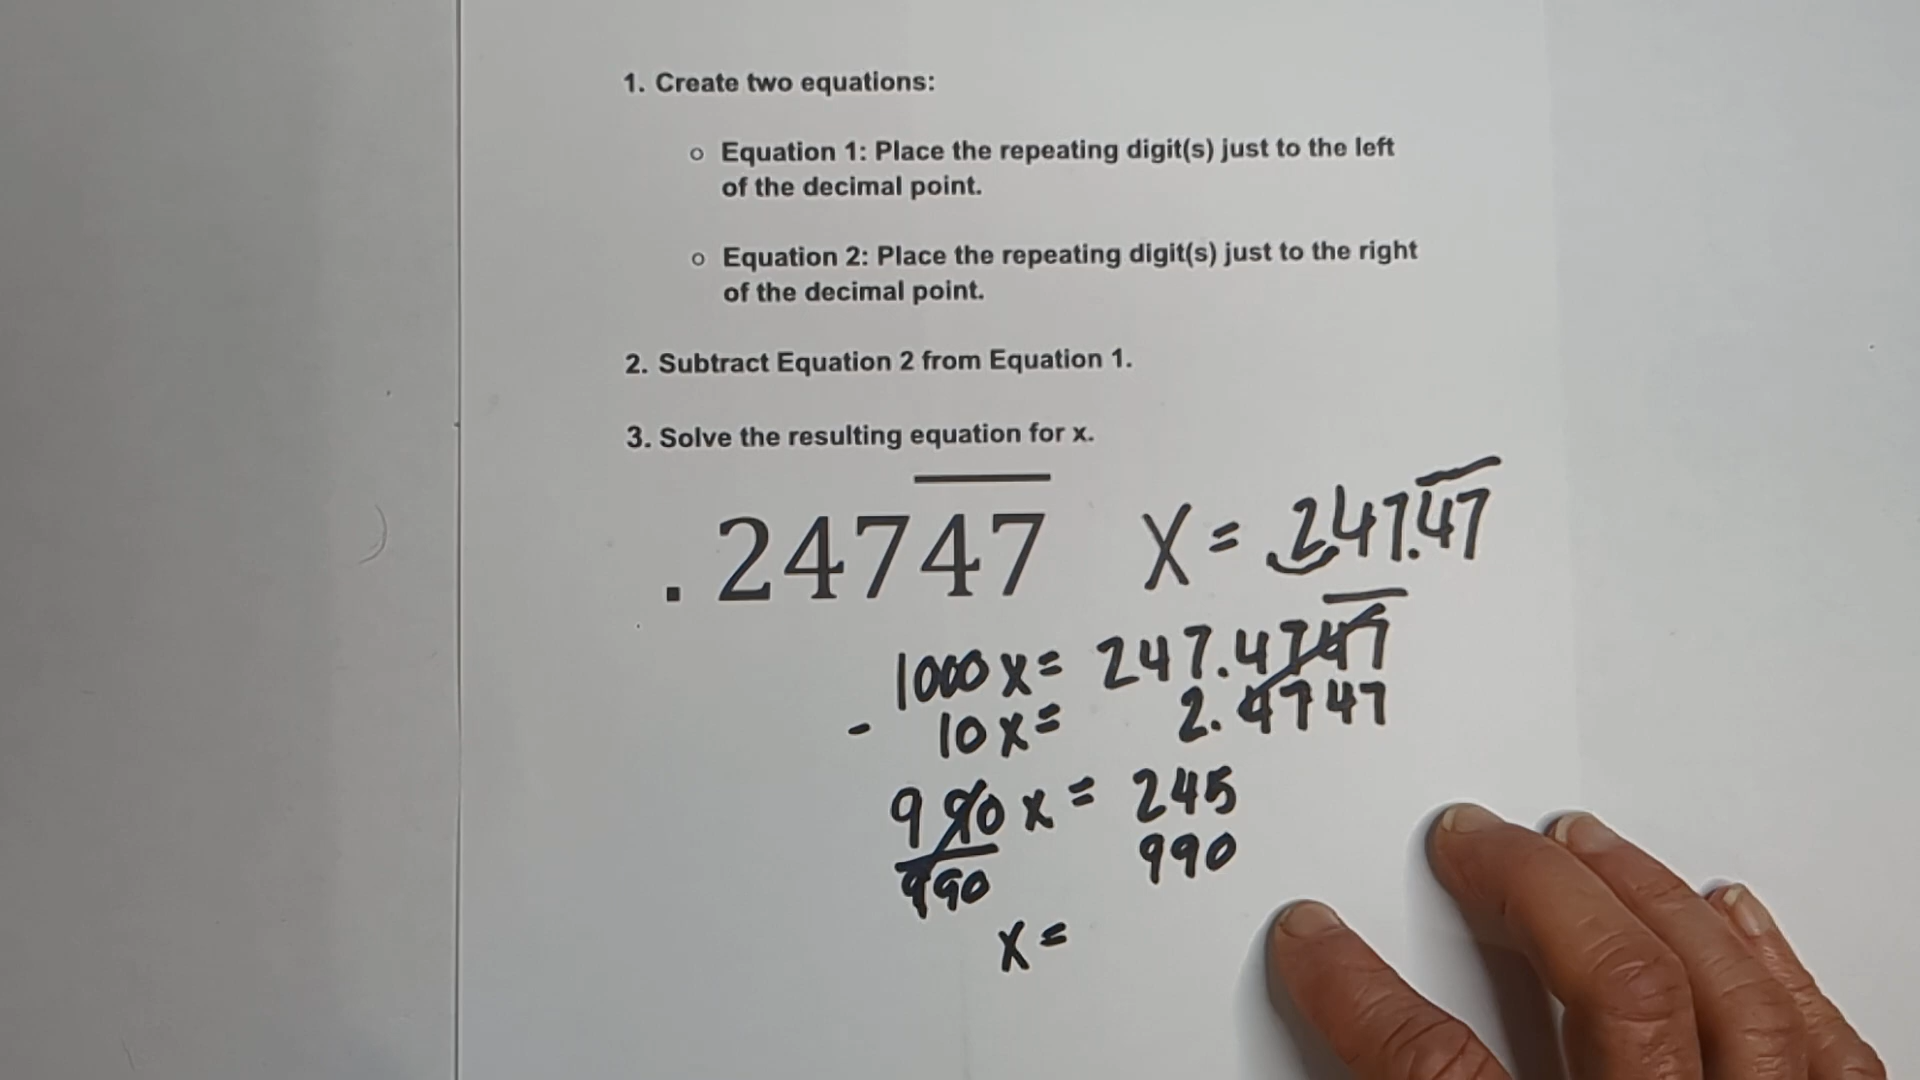 1. Create two equations:
o Equation 1: Place the repeating digit(s) just to the left
of the decimal point.
o Equation 2: Place the repeating digit(s) just to the right
of the decimal point.
2. Subtract Equation 2 from Equation 1.
3. Solve the resulting equation for x.
.24747 X = .247.47
1000x = 247.4747
- 10x = 2.4747
990x = 245
990 990
x =